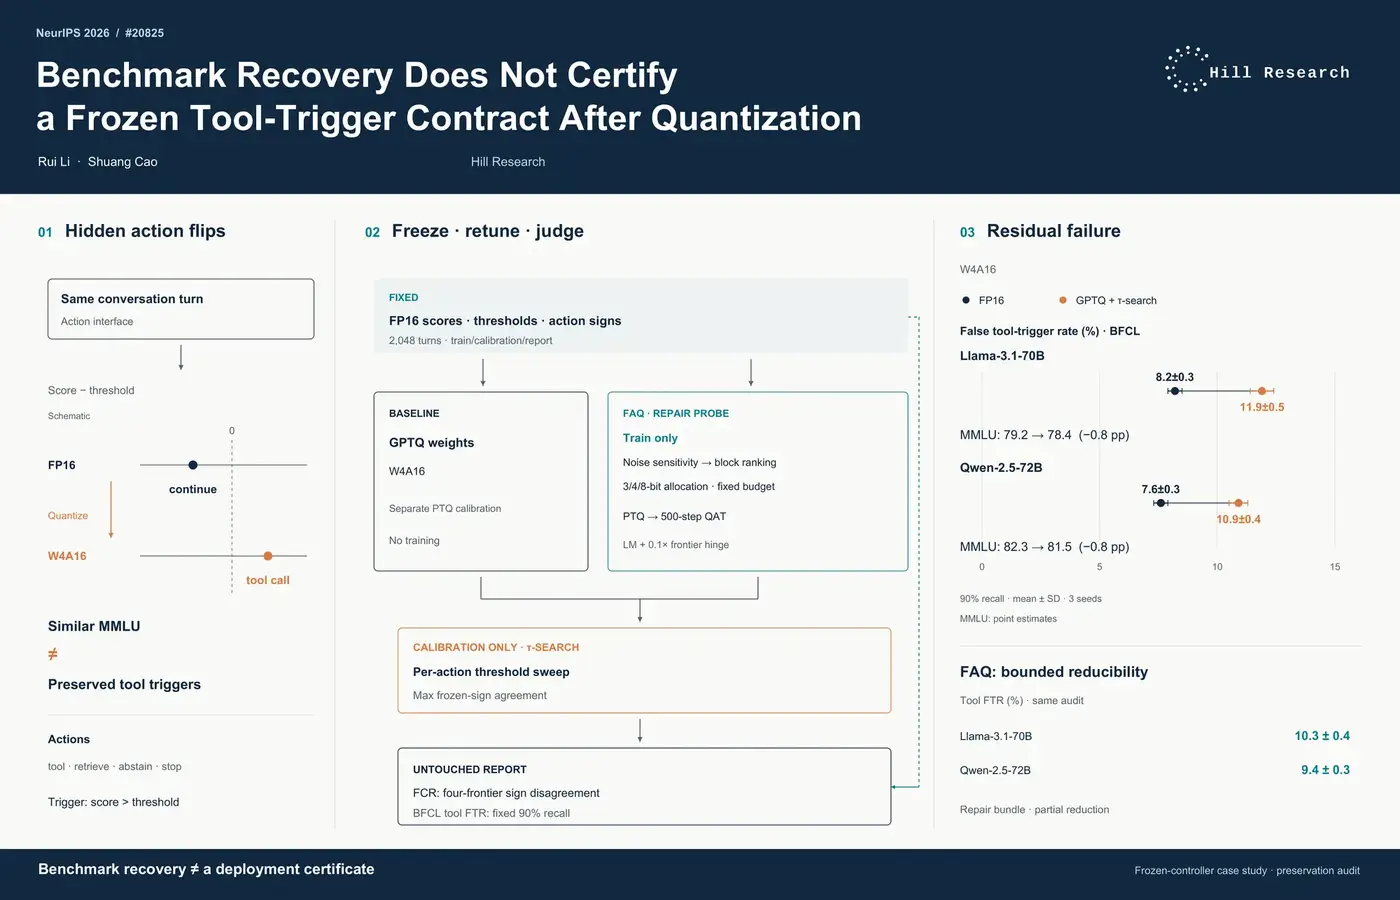 NeurIPS 2026 / #20825
Benchmark Recovery Does Not Certify
a Frozen Tool-Trigger Contract After Quantization
Rui Li · Shuang Cao
Hill Research
Hill Research
01 Hidden action flips
Same conversation turn
Action interface
Score − threshold
Schematic
0
FP16
continue
Quantize
W4A16
tool call
Similar MMLU
≠
Preserved tool triggers
Actions
tool · retrieve · abstain · stop
Trigger: score > threshold
02 Freeze · retune · judge
FIXED
FP16 scores · thresholds · action signs
2,048 turns · train/calibration/report
BASELINE
GPTQ weights
W4A16
Separate PTQ calibration
No training
FAQ · REPAIR PROBE
Train only
Noise sensitivity → block ranking
3/4/8-bit allocation · fixed budget
PTQ → 500-step QAT
LM + 0.1× frontier hinge
CALIBRATION ONLY · τ-SEARCH
Per-action threshold sweep
Max frozen-sign agreement
UNTOUCHED REPORT
FCR: four-frontier sign disagreement
BFCL tool FTR: fixed 90% recall
03 Residual failure
W4A16
FP16
GPTQ + τ-search
False tool-trigger rate (%) · BFCL
Llama-3.1-70B
8.2±0.3
11.9±0.5
MMLU: 79.2 → 78.4 (−0.8 pp)
Qwen-2.5-72B
7.6±0.3
10.9±0.4
MMLU: 82.3 → 81.5 (−0.8 pp)
0 5 10 15
90% recall · mean ± SD · 3 seeds
MMLU: point estimates
FAQ: bounded reducibility
Tool FTR (%) · same audit
Llama-3.1-70B 10.3 ± 0.4
Qwen-2.5-72B 9.4 ± 0.3
Repair bundle · partial reduction
Benchmark recovery ≠ a deployment certificate
Frozen-controller case study · preservation audit